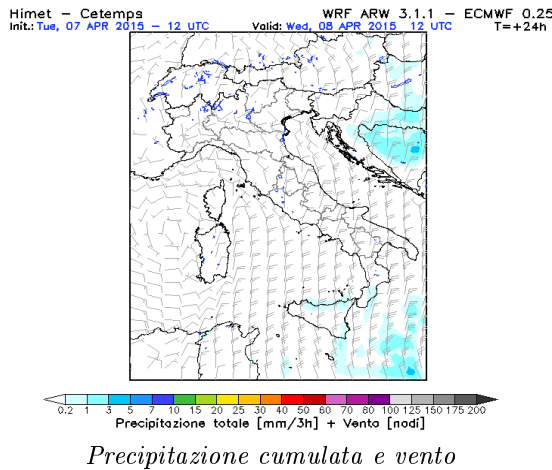 Himet – Cetemps WRF ARW 3.1.1 – ECMWF 0.25
Init.: Tue, 07 APR 2015 – 12 UTC Valid: Wed, 08 APR 2015 12 UTC T=+24h
0.2 1 3 5 7 10 15 20 25 30 40 50 60 70 80 100 125 150 175 200
Precipitazione totale [mm/3h] + Vento [nodi]
Precipitazione cumulata e vento